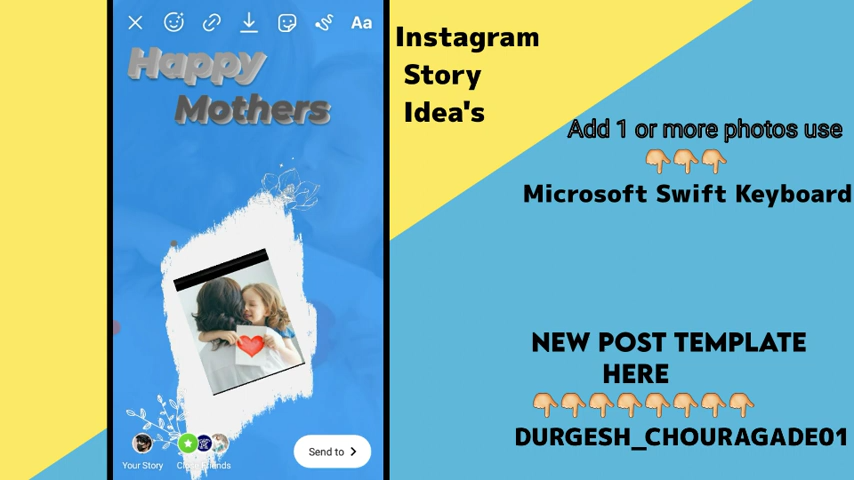 Aa
Happy
Mothers
Your Story
Close Friends
Send to
Instagram
Story
Idea's
Add 1 or more photos use
👇🏻👇🏻👇🏻
Microsoft Swift Keyboard
NEW POST TEMPLATE
HERE
👇🏻👇🏻👇🏻👇🏻👇🏻👇🏻👇🏻👇🏻
DURGESH_CHOURAGADE01